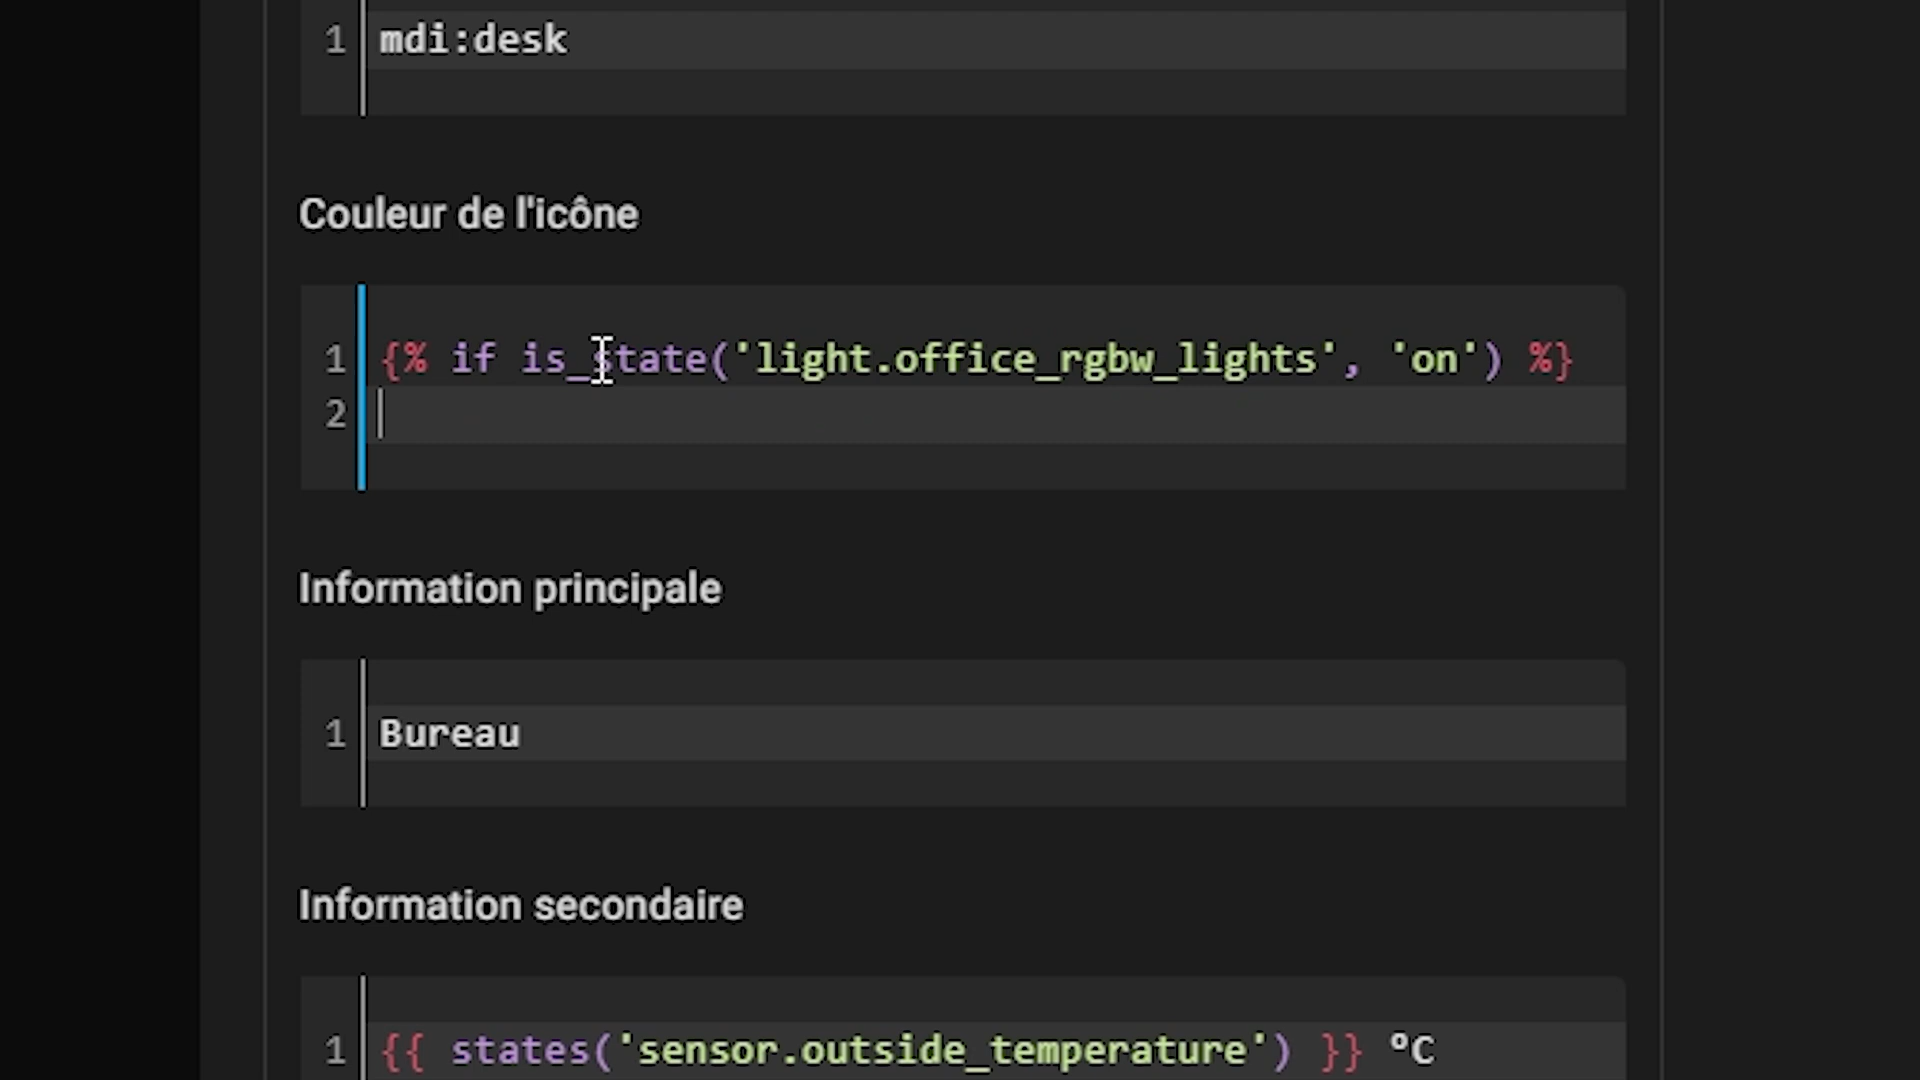 1 mdi:desk
Couleur de l'icône
1 {% if is_state('light.office_rgbw_lights', 'on') %}
2
Information principale
1 Bureau
Information secondaire
1 {{ states('sensor.outside_temperature') }} °C